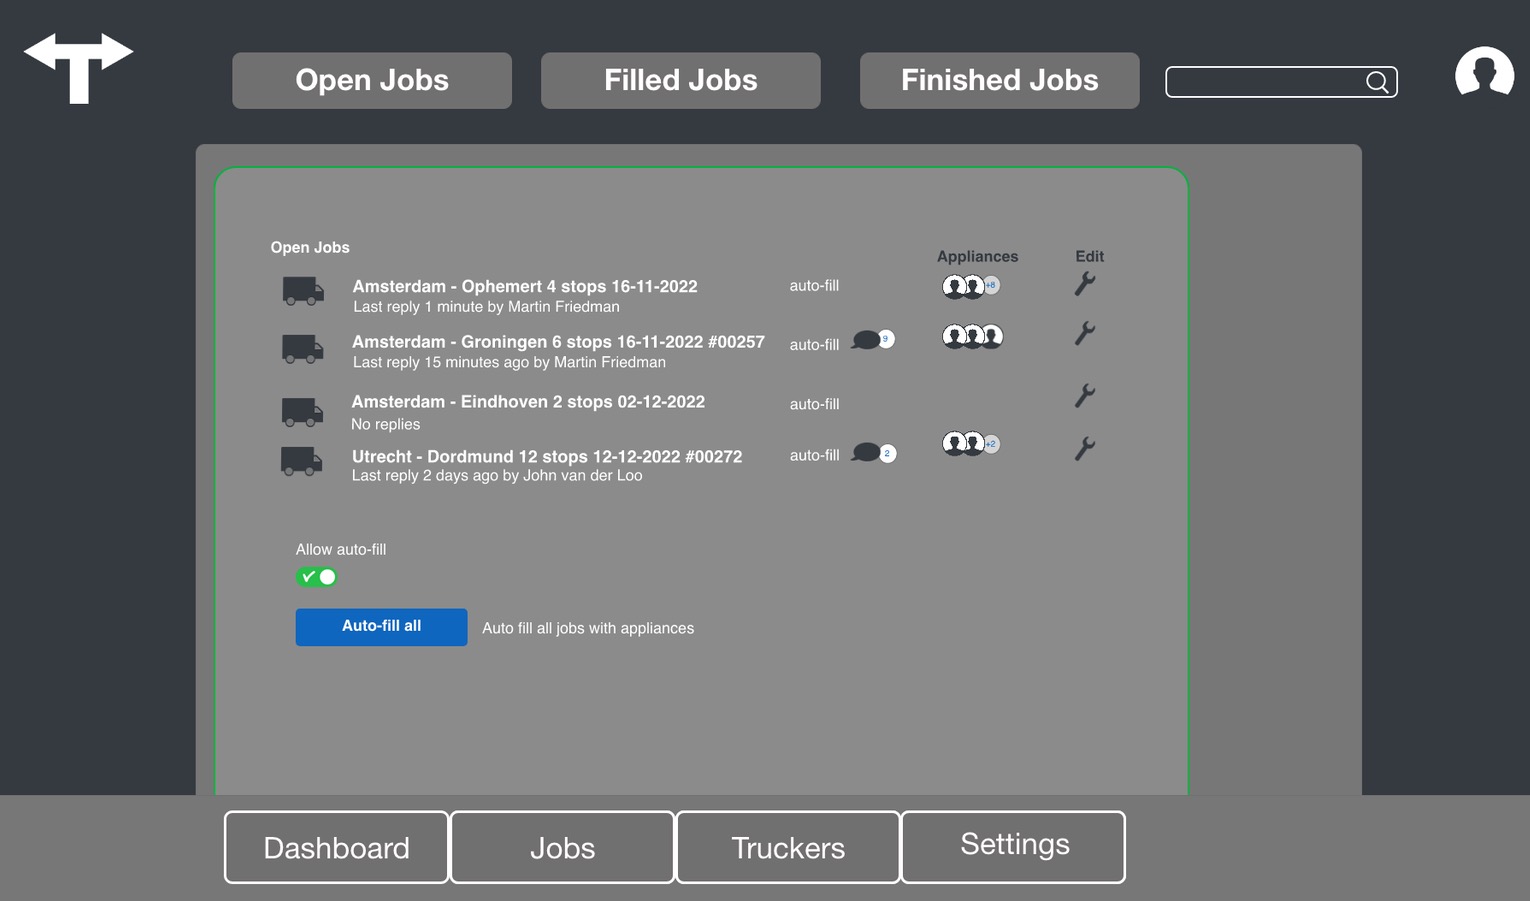 Open Jobs
Filled Jobs
Finished Jobs
Open Jobs
Appliances
Edit
Amsterdam - Ophemert 4 stops 16-11-2022
auto-fill
+8
Last reply 1 minute by Martin Friedman
Amsterdam - Groningen 6 stops 16-11-2022 #00257
auto-fill
9
Last reply 15 minutes ago by Martin Friedman
Amsterdam - Eindhoven 2 stops 02-12-2022
auto-fill
No replies
Utrecht - Dordmund 12 stops 12-12-2022 #00272
auto-fill
2
+2
Last reply 2 days ago by John van der Loo
Allow auto-fill
Auto-fill all
Auto fill all jobs with appliances
Dashboard
Jobs
Truckers
Settings